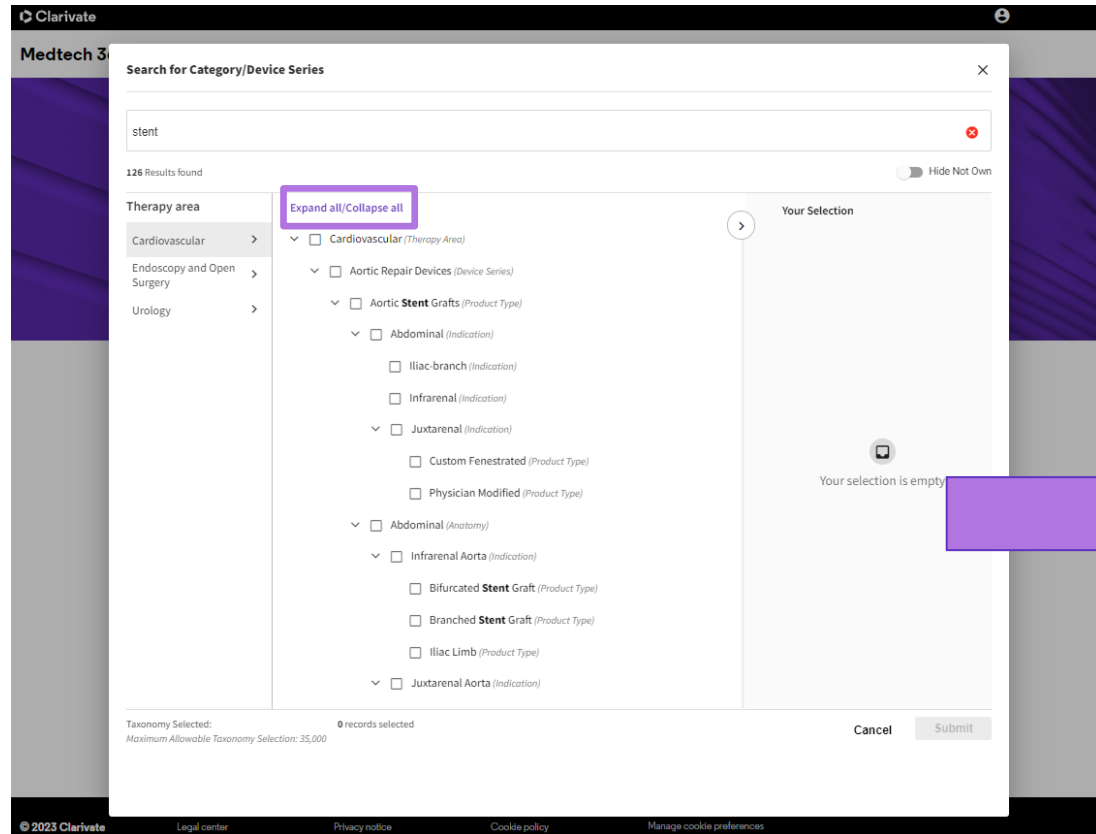 Clarivate
Medtech 3
Search for Category/Device Series
stent
126 Results found
Hide Not Own
Therapy area
Cardiovascular
Endoscopy and Open
Surgery
Urology
Expand all/Collapse all
Cardiovascular (Therapy Area)
Aortic Repair Devices (Device Series)
Aortic Stent Grafts (Product Type)
Abdominal (Indication)
Iliac-branch (Indication)
Infrarenal (Indication)
Juxtarenal (Indication)
Custom Fenestrated (Product Type)
Physician Modified (Product Type)
Abdominal (Anatomy)
Infrarenal Aorta (Indication)
Bifurcated Stent Graft (Product Type)
Branched Stent Graft (Product Type)
Iliac Limb (Product Type)
Juxtarenal Aorta (Indication)
Your Selection
Your selection is empty
Taxonomy Selected:
0 records selected
Maximum Allowable Taxonomy Selection: 35,000
Cancel
Submit
© 2023 Clarivate
Legal center
Privacy notice
Cookie policy
Manage cookie preferences